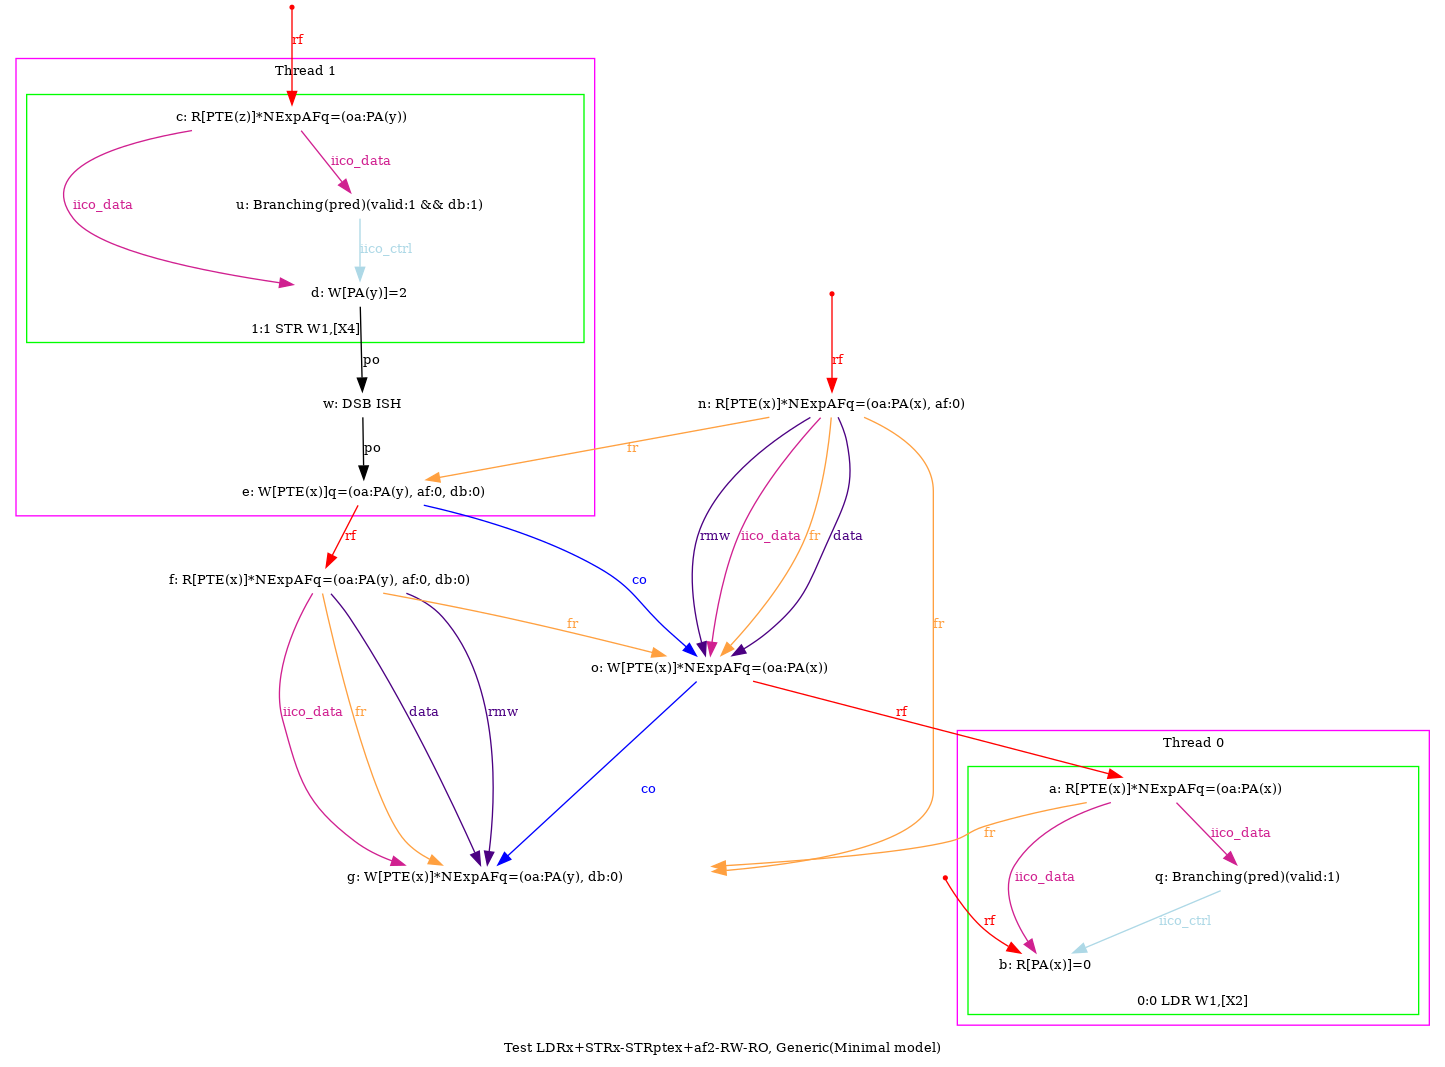 rf
Thread 1
c: R[PTE(z)]*NExpAFq=(oa:PA(y))
iico_data
iico_data
u: Branching(pred)(valid:1 && db:1)
iico_ctrl
d: W[PA(y)]=2
1:1 STR W1,[X4]
po
rf
w: DSB ISH
n: R[PTE(x)]*NExpAFq=(oa:PA(x), af:0)
po
fr
e: W[PTE(x)]q=(oa:PA(y), af:0, db:0)
rf
rmw
iico_data
fr
data
co
f: R[PTE(x)]*NExpAFq=(oa:PA(y), af:0, db:0)
fr
fr
o: W[PTE(x)]*NExpAFq=(oa:PA(x))
iico_data
fr
data
rmw
rf
Thread 0
co
a: R[PTE(x)]*NExpAFq=(oa:PA(x))
fr
iico_data
iico_data
g: W[PTE(x)]*NExpAFq=(oa:PA(y), db:0)
q: Branching(pred)(valid:1)
rf
iico_ctrl
b: R[PA(x)]=0
0:0 LDR W1,[X2]
Test LDRx+STRx-STRptex+af2-RW-RO, Generic(Minimal model)